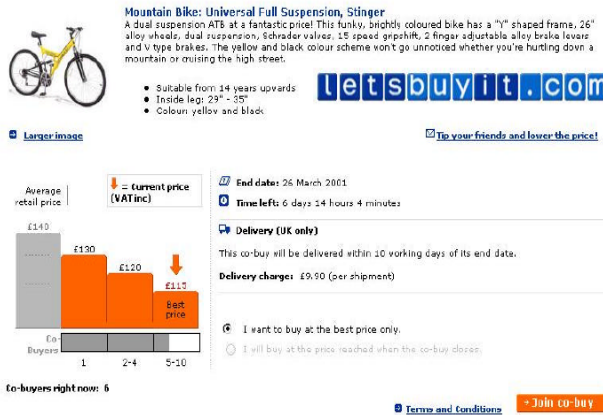 Mountain Bike: Universal Full Suspension, Stinger
A dual suspension ATB at a fantastic price! This funky, brightly coloured bike has a "Y" shaped frame, 26"
alloy wheels, dual suspension, Schrader valves, 15 speed gripshift, 2 finger adjustable alloy brake levers
and V type brakes. The yellow and black colour scheme won't go unnoticed whether you're hurtling down a
mountain or cruising the high street.
• Suitable from 14 years upwards
• Inside leg: 29" - 35"
• Colour: yellow and black
letsbuyit.com
Larger image
Tip your friends and lower the price!
Average
retail price
= Current price
(VATinc)
End date: 26 March 2001
Time left: 6 days 14 hours 4 minutes
Delivery (UK only)
This co-buy will be delivered within 10 working days of its end date.
Delivery charge: £9.90 (per shipment)
£140
£130
£120
£115
Best
price
I want to buy at the best price only.
I will buy at the price reached when the co-buy closes.
Co-
Buyers
1 2-4 5-10
Co-buyers right now: 6
Terms and Conditions
Join co-buy